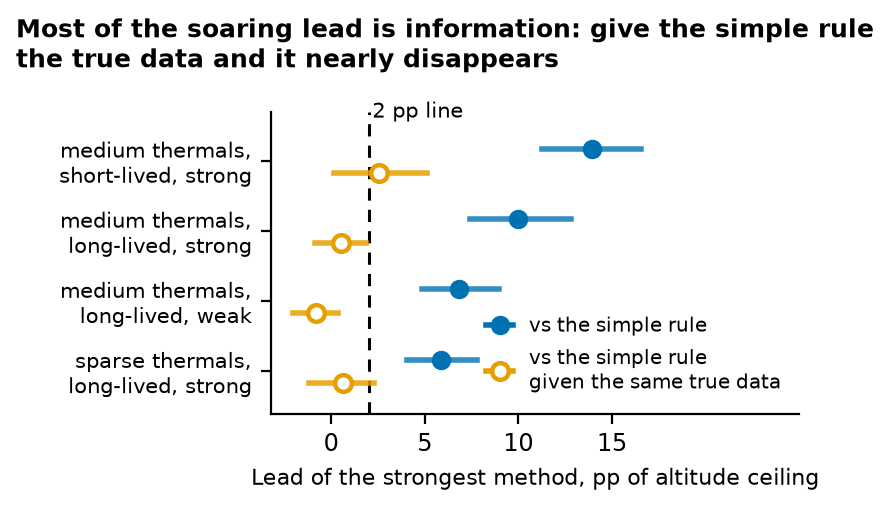 Most of the soaring lead is information: give the simple rule
the true data and it nearly disappears
2 pp line
medium thermals,
short-lived, strong
medium thermals,
long-lived, strong
medium thermals,
long-lived, weak
sparse thermals,
long-lived, strong
vs the simple rule
vs the simple rule
given the same true data
0 5 10 15
Lead of the strongest method, pp of altitude ceiling